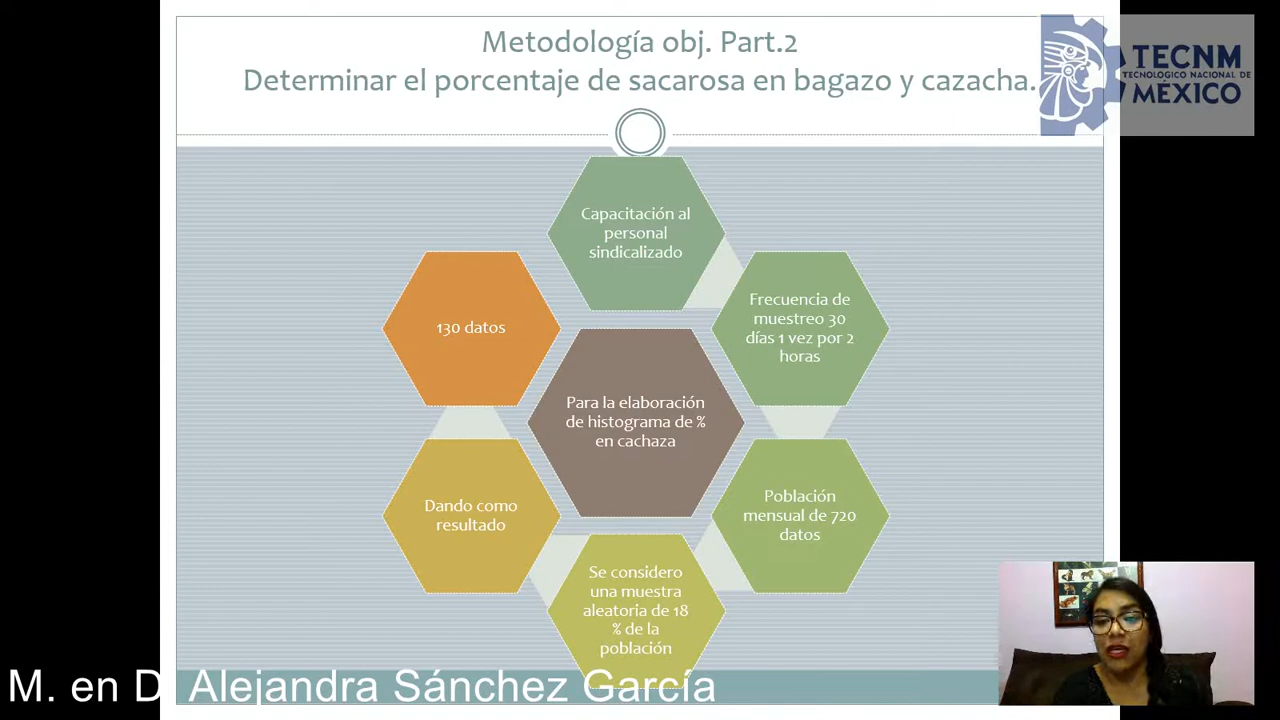 Metodología obj. Part.2
Determinar el porcentaje de sacarosa en bagazo y cazacha.
TECNM
TECNOLÓGICO NACIONAL DE
MÉXICO
Capacitación al
personal
sindicalizado
Frecuencia de
muestreo 30
días 1 vez por 2
horas
Población
mensual de 720
datos
Se considero
una muestra
aleatoria de 18
% de la
población
Dando como
resultado
130 datos
Para la elaboración
de histograma de %
en cachaza
M. en D. Alejandra Sánchez García